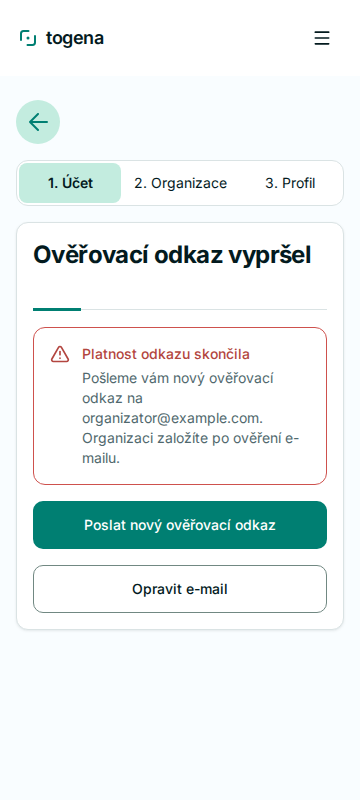 togena
1. Účet
2. Organizace
3. Profil
Ověřovací odkaz vypršel
Platnost odkazu skončila
Pošleme vám nový ověřovací
odkaz na
organizator@example.com.
Organizaci založíte po ověření e-
mailu.
Poslat nový ověřovací odkaz
Opravit e-mail